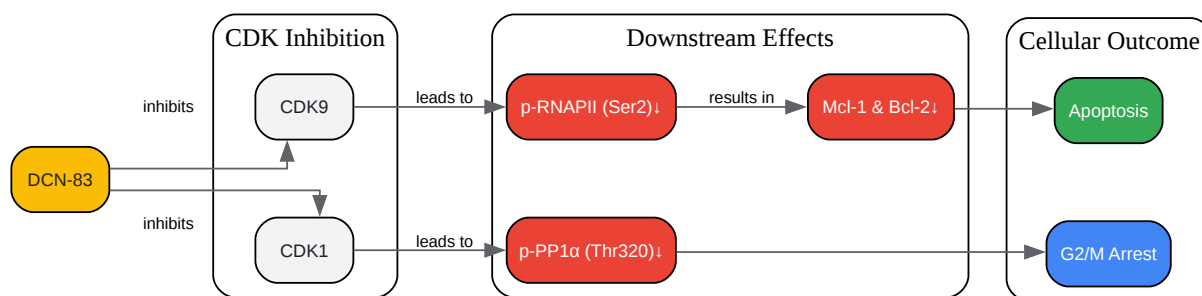 CDK Inhibition
Downstream Effects
Cellular Outcome
inhibits
CDK9
leads to
p-RNAPII (Ser2)↓
results in
Mcl-1 & Bcl-2↓
Apoptosis
DCN-83
inhibits
CDK1
leads to
p-PP1α (Thr320)↓
G2/M Arrest